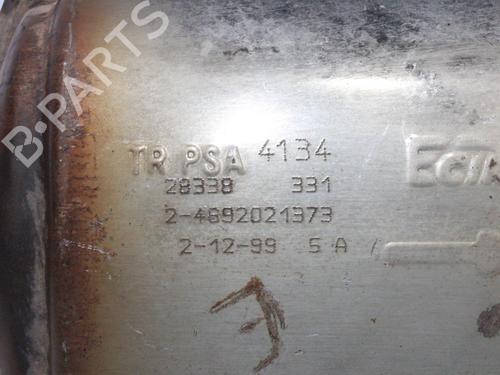 B-PARTS
TR PSA 4134
28338 331
2-4692021373
2-12-99 5 A
E